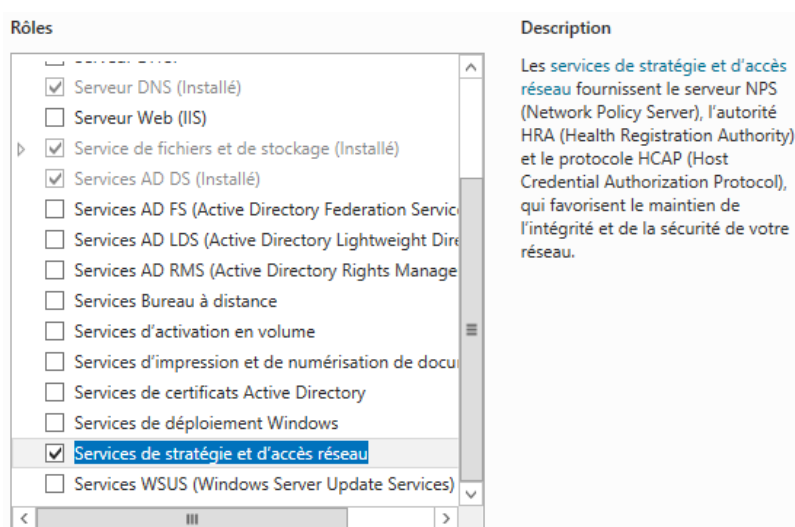 Rôles
Serveur DNS (Installé)
Serveur Web (IIS)
Service de fichiers et de stockage (Installé)
Services AD DS (Installé)
Services AD FS (Active Directory Federation Servic
Services AD LDS (Active Directory Lightweight Dire
Services AD RMS (Active Directory Rights Manage
Services Bureau à distance
Services d'activation en volume
Services d'impression et de numérisation de docu
Services de certificats Active Directory
Services de déploiement Windows
Services de stratégie et d'accès réseau
Services WSUS (Windows Server Update Services)
Description
Les services de stratégie et d'accès
réseau fournissent le serveur NPS
(Network Policy Server), l'autorité
HRA (Health Registration Authority)
et le protocole HCAP (Host
Credential Authorization Protocol),
qui favorisent le maintien de
l'intégrité et de la sécurité de votre
réseau.